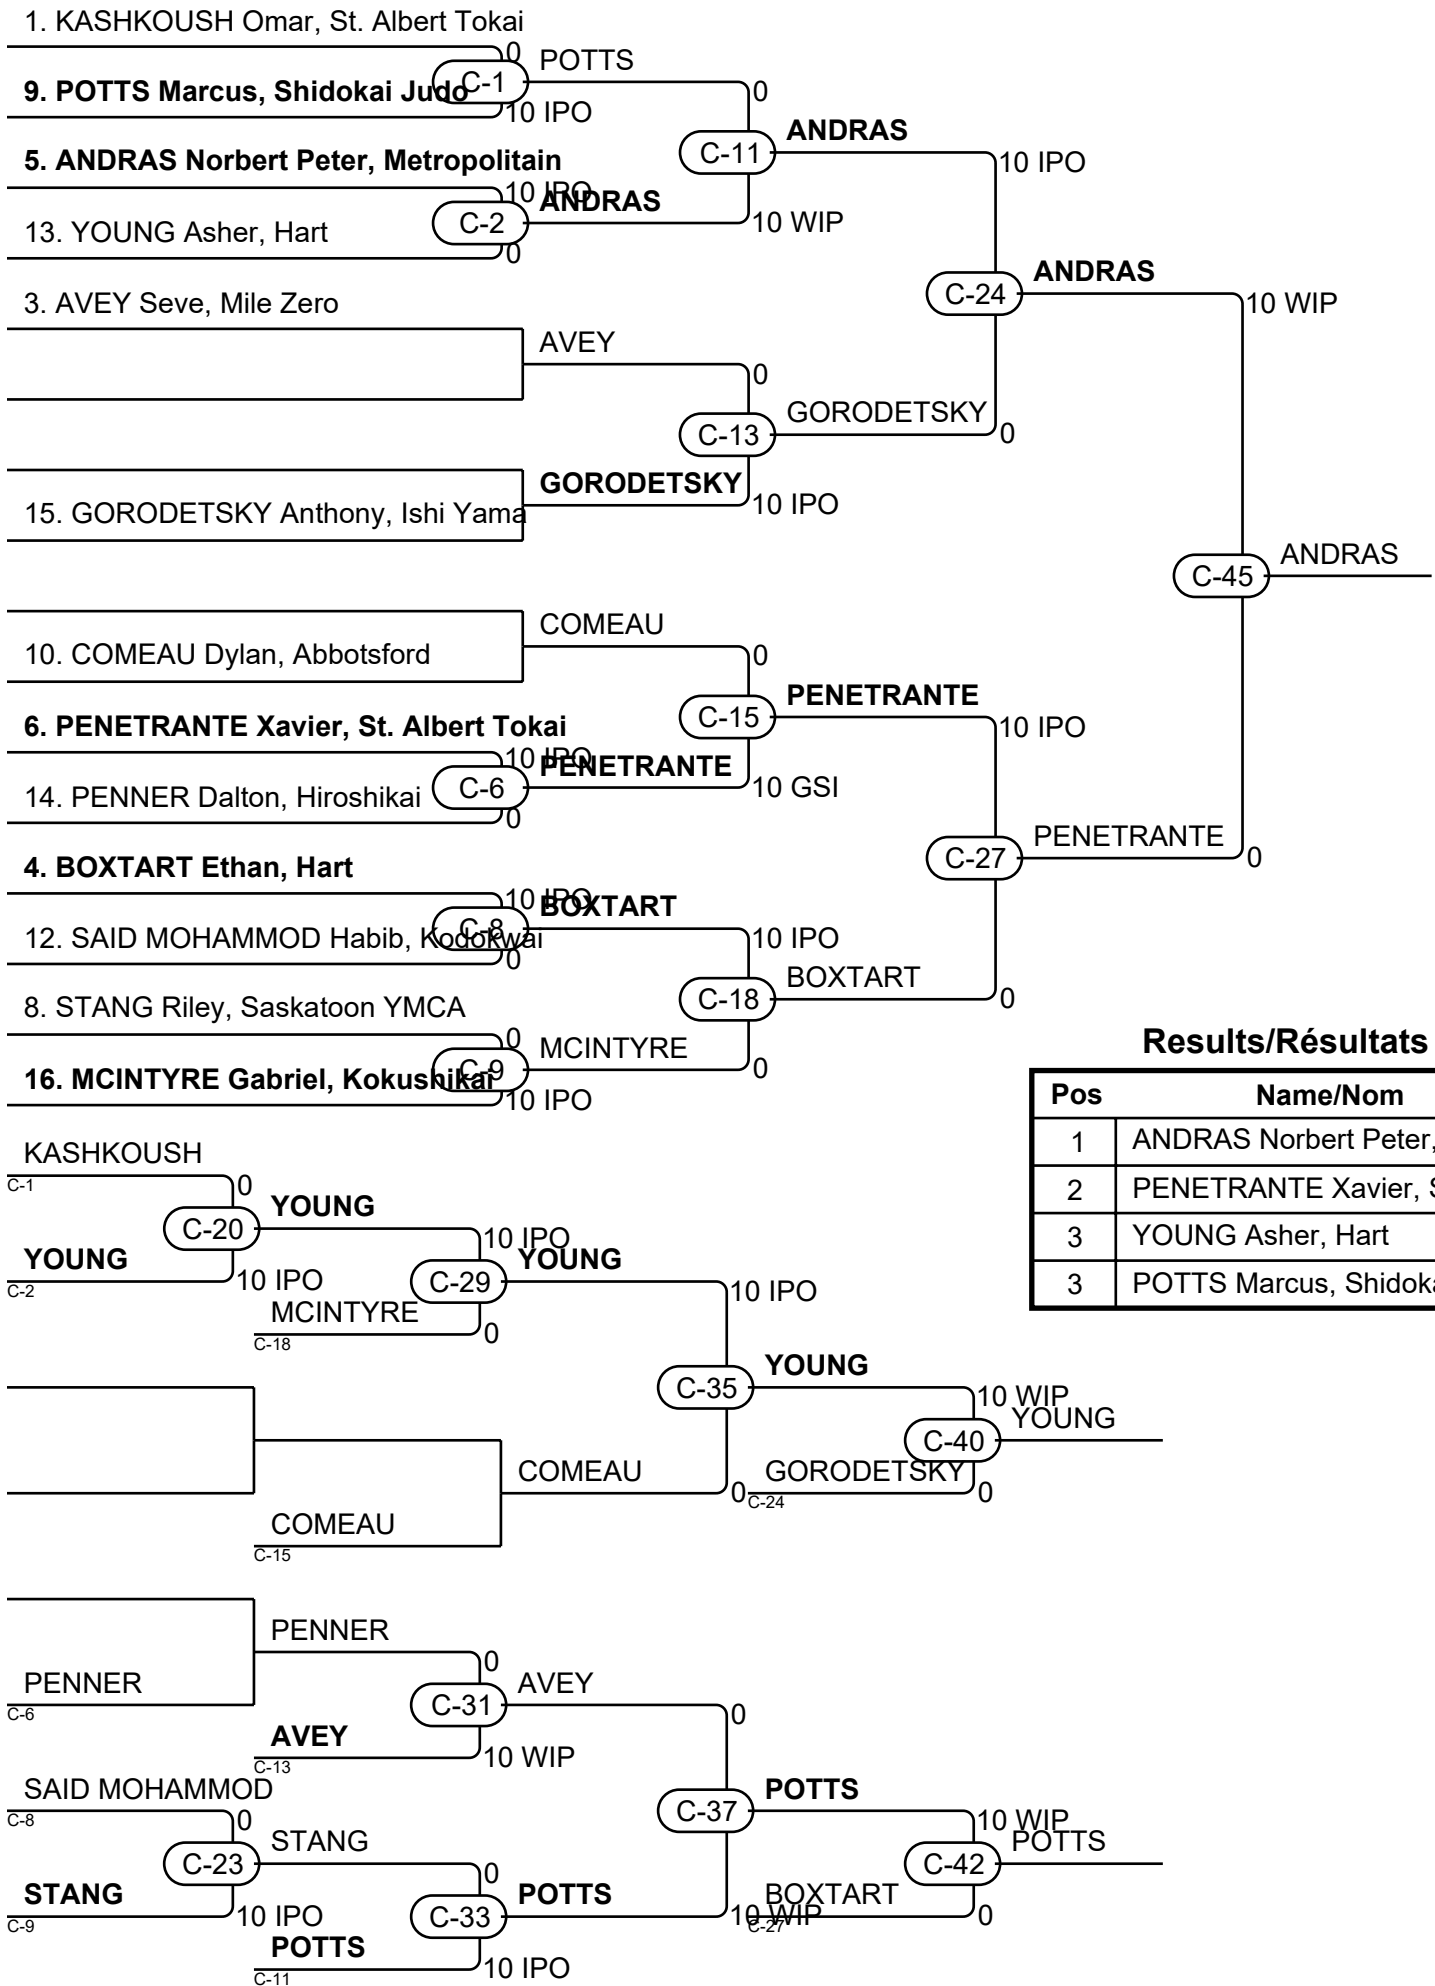 1. KASHKOUSH Omar, St. Albert Tokai
0
C-1
POTTS
9. POTTS Marcus, Shidokai Judo
10 IPO
0
5. ANDRAS Norbert Peter, Metropolitain
C-11
ANDRAS
10 IPO
10 IPO
C-2
ANDRAS
10 WIP
13. YOUNG Asher, Hart
0
3. AVEY Seve, Mile Zero
C-24
ANDRAS
10 WIP
AVEY
0
C-13
GORODETSKY
0
GORODETSKY
10 IPO
15. GORODETSKY Anthony, Ishi Yama
C-45
ANDRAS
COMEAU
10. COMEAU Dylan, Abbotsford
0
6. PENETRANTE Xavier, St. Albert Tokai
C-15
PENETRANTE
10 IPO
10 IPO
PENETRANTE
C-6
10 GSI
14. PENNER Dalton, Hiroshikai
0
C-27
PENETRANTE
0
4. BOXTART Ethan, Hart
10 IPO
BOXTART
C-8
12. SAID MOHAMMOD Habib, Kodokwai
0
10 IPO
C-18
BOXTART
0
8. STANG Riley, Saskatoon YMCA
0
MCINTYRE
0
C-9
16. MCINTYRE Gabriel, Kokushikai
10 IPO
Results/Résultats
Pos Name/Nom
1 ANDRAS Norbert Peter,
2 PENETRANTE Xavier, S
3 YOUNG Asher, Hart
3 POTTS Marcus, Shidoka
KASHKOUSH
C-1
0
C-20
YOUNG
10 IPO
YOUNG
C-2
10 IPO
C-29
YOUNG
10 IPO
MCINTYRE
C-18
0
C-35
YOUNG
10 WIP
YOUNG
C-40
COMEAU
0
GORODETSKY
C-24
0
COMEAU
C-15
PENNER
0
PENNER
C-6
C-31
AVEY
0
AVEY
C-13
10 WIP
SAID MOHAMMOD
C-8
0
C-37
POTTS
10 WIP
POTTS
C-23
STANG
0
C-42
STANG
C-9
10 IPO
C-33
POTTS
10 WIP
BOXTART
C-27
0
POTTS
C-11
10 IPO